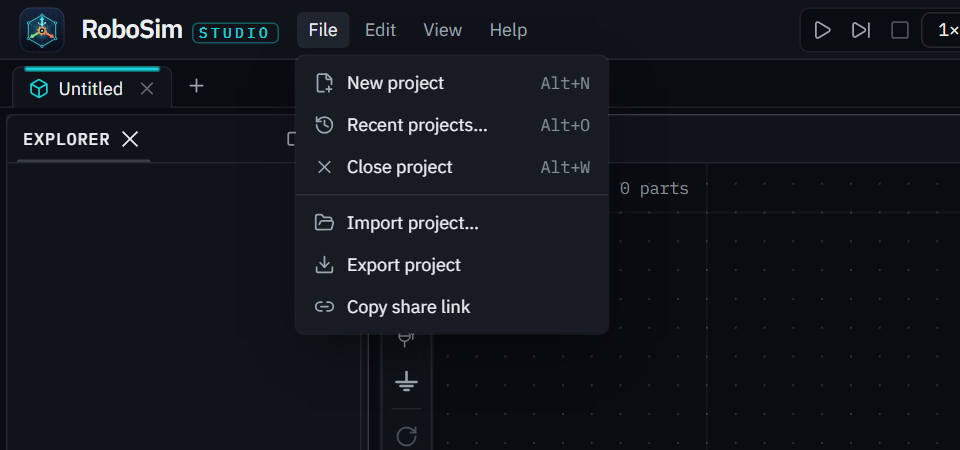 RoboSim STUDIO File Edit View Help 1×
Untitled
EXPLORER
New project Alt+N
Recent projects... Alt+O
Close project Alt+W
0 parts
Import project...
Export project
Copy share link